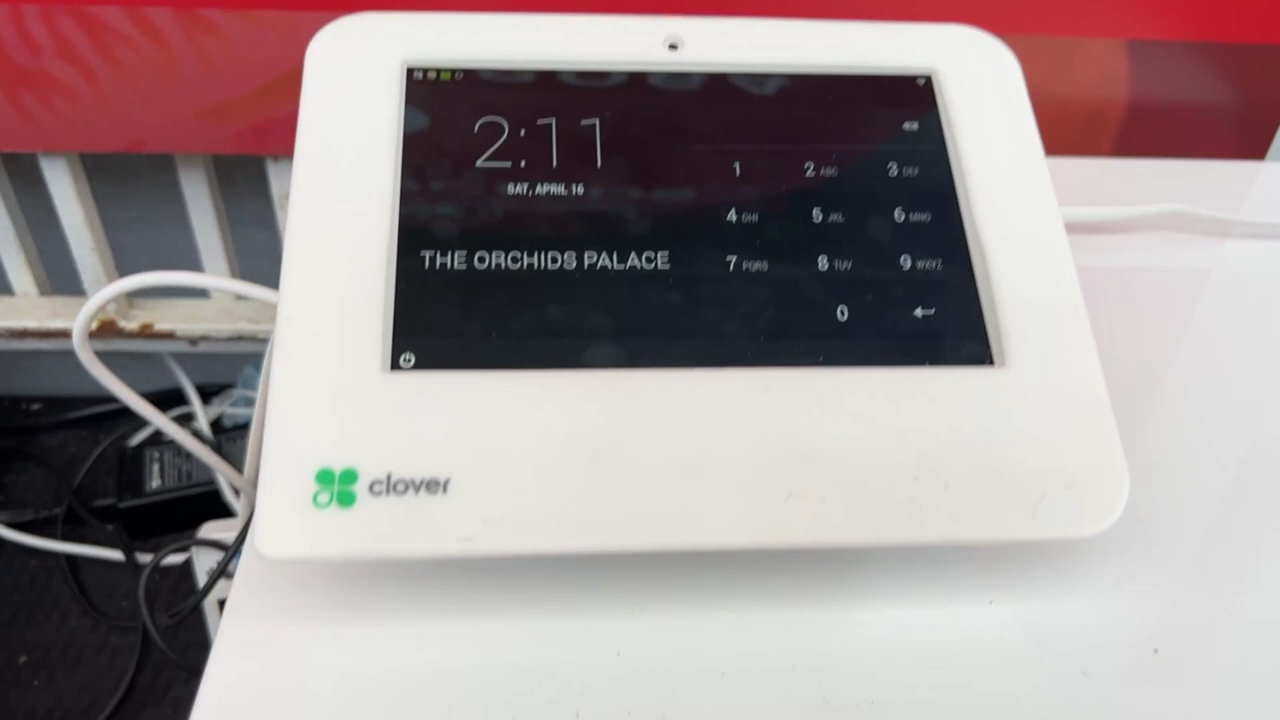 2:11
SAT, APRIL 16
THE ORCHIDS PALACE
1
2 ABC
3 DEF
4 GHI
5 JKL
6 MNO
7 PQRS
8 TUV
9 WXYZ
0
clover